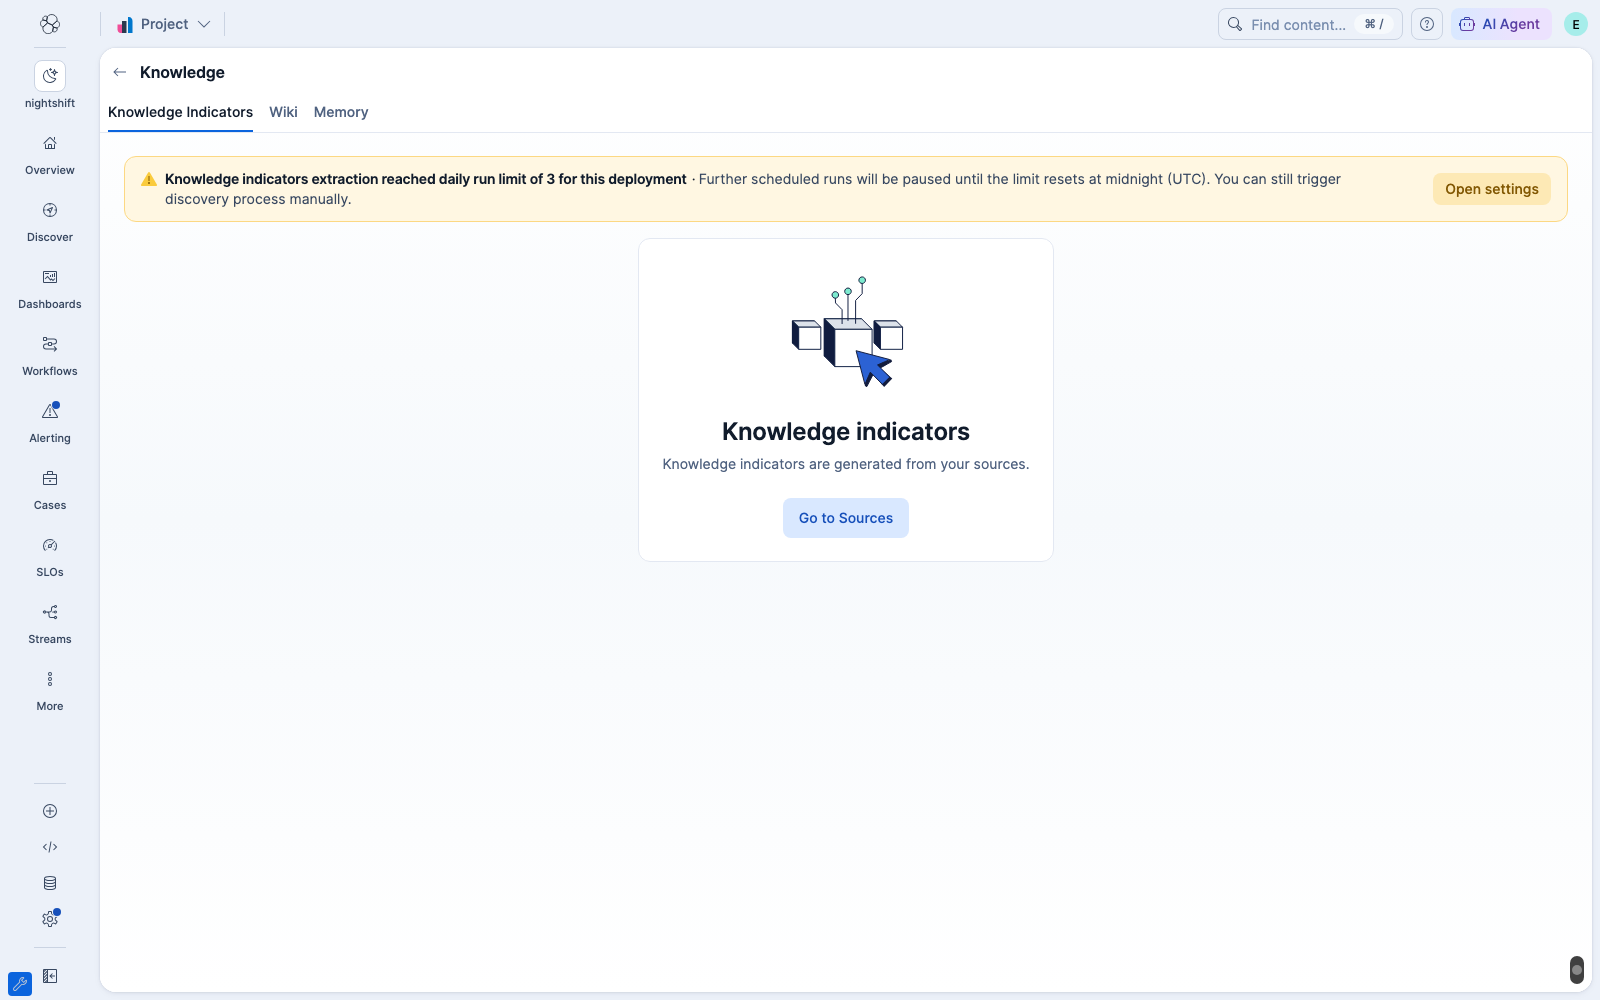 Project
Find content...
⌘ /
AI Agent
E
nightshift
Overview
Discover
Dashboards
Workflows
Alerting
Cases
SLOs
Streams
More
Knowledge
Knowledge Indicators
Wiki
Memory
Knowledge indicators extraction reached daily run limit of 3 for this deployment · Further scheduled runs will be paused until the limit resets at midnight (UTC). You can still trigger
discovery process manually.
Open settings
Knowledge indicators
Knowledge indicators are generated from your sources.
Go to Sources